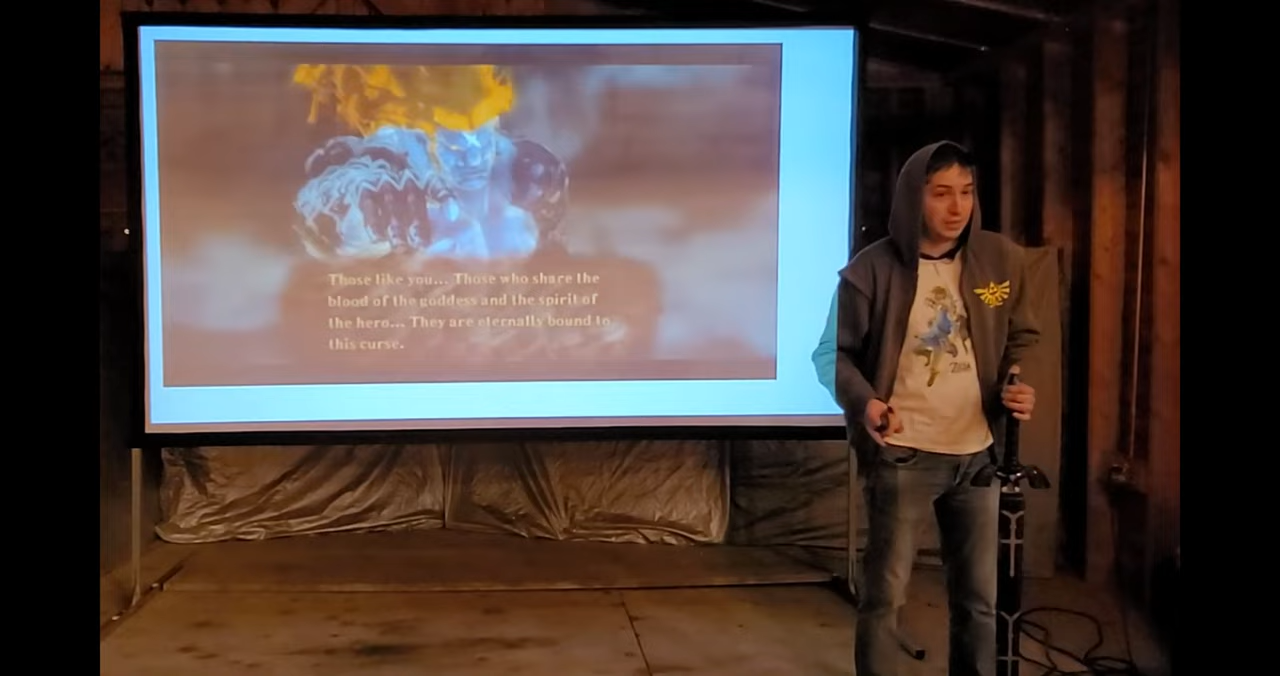 Those like you... Those who share the
blood of the goddess and the spirit of
the hero... They are eternally bound to
this curse.
ZELDA